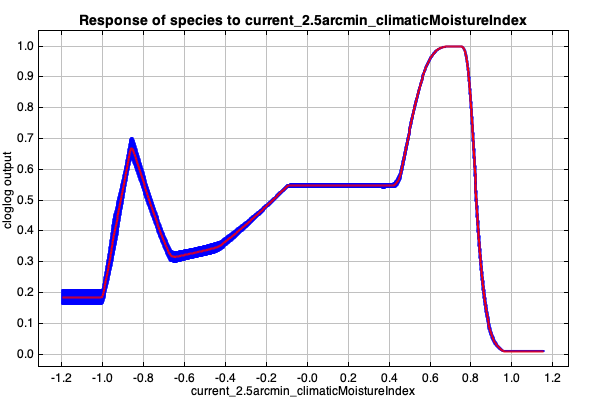 Response of species to current_2.5arcmin_climaticMoistureIndex
1.0
0.9
0.8
0.7
0.6
0.5
0.4
0.3
0.2
0.1
0.0
cloglog output
-1.2 -1.0 -0.8 -0.6 -0.4 -0.2 -0.0 0.2 0.4 0.6 0.8 1.0 1.2
current_2.5arcmin_climaticMoistureIndex